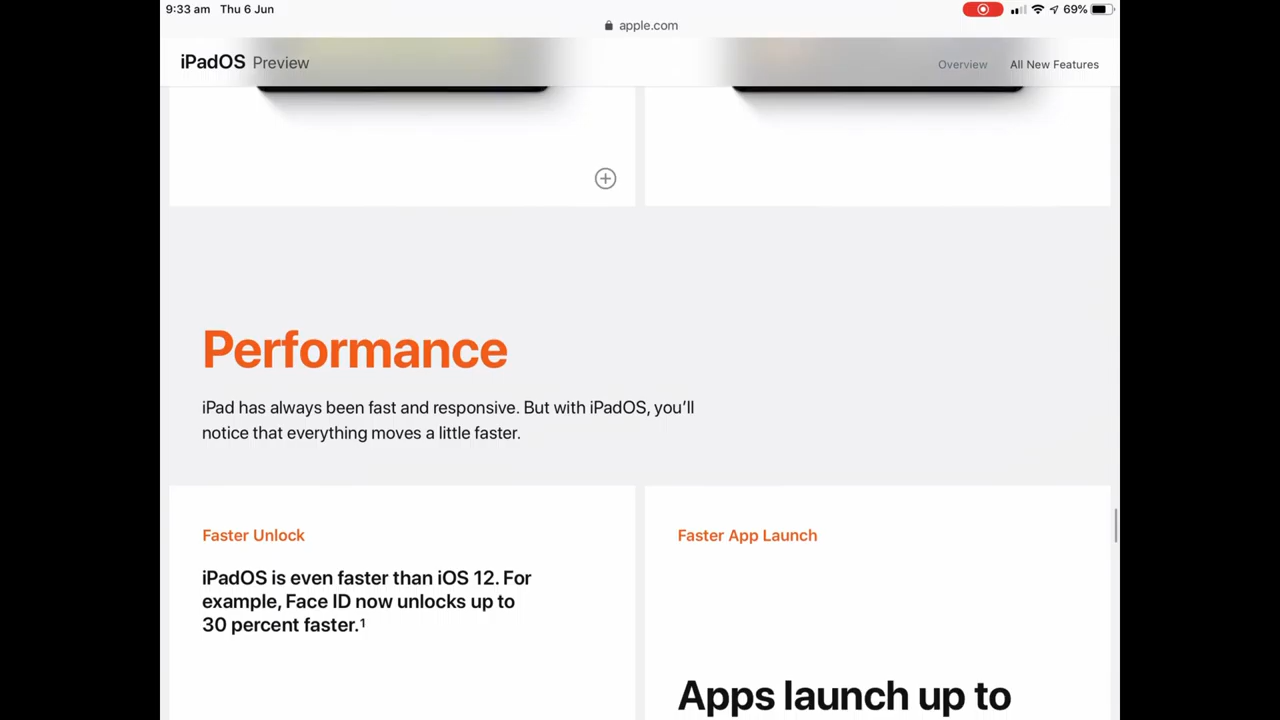 9:33 am Thu 6 Jun 69%
apple.com
iPadOS Preview Overview All New Features
Performance
iPad has always been fast and responsive. But with iPadOS, you’ll
notice that everything moves a little faster.
Faster Unlock
iPadOS is even faster than iOS 12. For
example, Face ID now unlocks up to
30 percent faster.¹
Faster App Launch
Apps launch up to